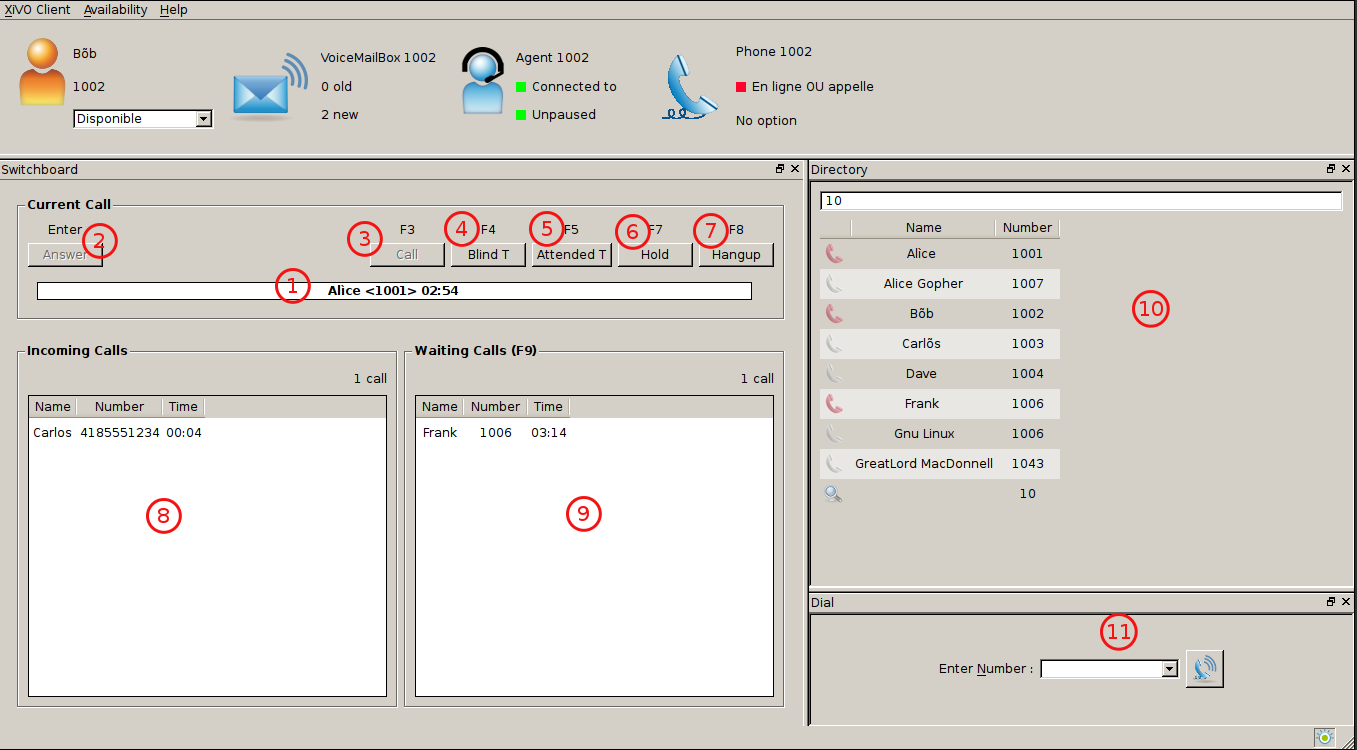 XiVO Client Availability Help
Bõb
1002
Disponible
VoiceMailBox 1002
0 old
2 new
Agent 1002
Connected to
Unpaused
Phone 1002
En ligne OU appelle
No option
Switchboard
Current Call
Enter F3 F4 F5 F7 F8
2 3 4 5 6 7
Answer Call Blind T Attended T Hold Hangup
1 Alice <1001> 02:54
Incoming Calls
1 call
Name Number Time
Carlos 4185551234 00:04
8
Waiting Calls (F9)
1 call
Name Number Time
Frank 1006 03:14
9
Directory
10
Name Number
Alice 1001
Alice Gopher 1007
Bõb 1002
Carlõs 1003
Dave 1004
Frank 1006
Gnu Linux 1006
GreatLord MacDonnell 1043
10
10
Dial
11
Enter Number :